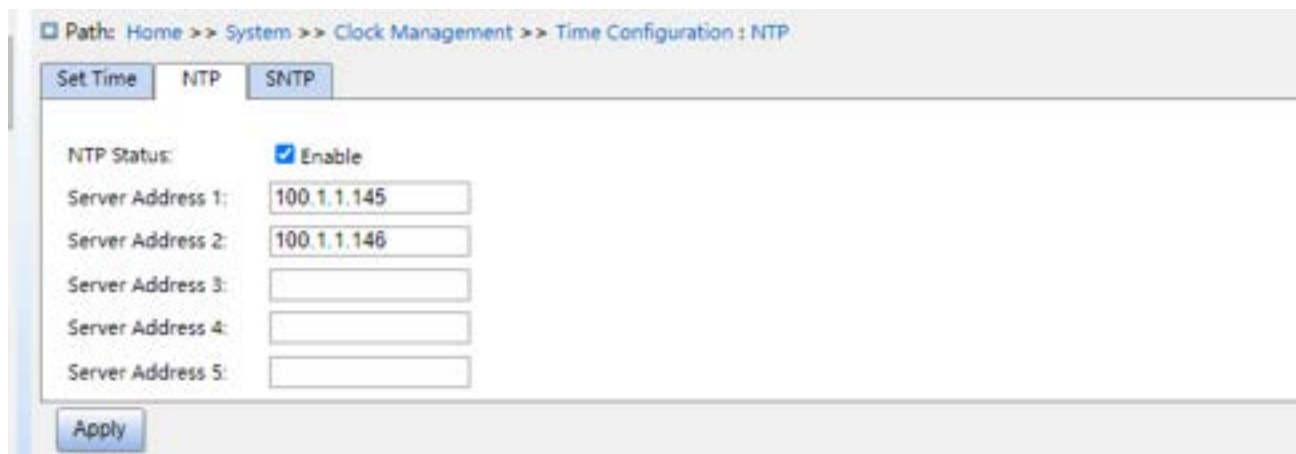 Path: Home >> System >> Clock Management >> Time Configuration : NTP
Set Time NTP SNTP
NTP Status: Enable
Server Address 1: 100.1.1.145
Server Address 2: 100.1.1.146
Server Address 3:
Server Address 4:
Server Address 5:
Apply